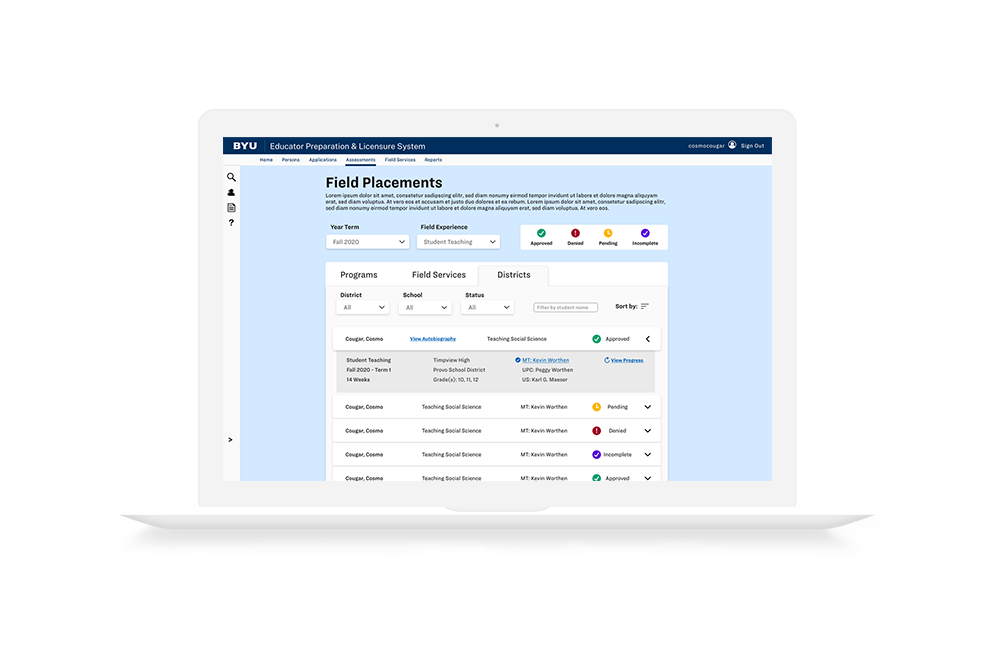 BYU Educator Preparation & Licensure System cosmocougar Sign Out
Home Persons Applications Assessments Field Services Reports
Field Placements
Lorem ipsum dolor sit amet, consetetur sadipscing elitr, sed diam nonumy eirmod tempor invidunt ut labore et dolore magna aliquyam
erat, sed diam voluptua. At vero eos et accusam et justo duo dolores et ea rebum. Lorem ipsum dolor sit amet, consetetur sadipscing elitr,
sed diam nonumy eirmod tempor invidunt ut labore et dolore magna aliquyam erat, sed diam voluptua. At vero eos.
Year Term Field Experience
Fall 2020 Student Teaching
Approved Denied Pending Incomplete
Programs Field Services Districts
District School Status
All All All Filter by student name Sort by:
Cougar, Cosmo View Autobiography Teaching Social Science Approved
Student Teaching Timpview High MT: Kevin Worthen View Progress
Fall 2020 - Term 1 Provo School District UPC: Peggy Worthen
14 Weeks Grade(s): 10, 11, 12 US: Karl G. Maeser
Cougar, Cosmo Teaching Social Science MT: Kevin Worthen Pending
Cougar, Cosmo Teaching Social Science MT: Kevin Worthen Denied
Cougar, Cosmo Teaching Social Science MT: Kevin Worthen Incomplete
Cougar, Cosmo Teaching Social Science MT: Kevin Worthen Approved